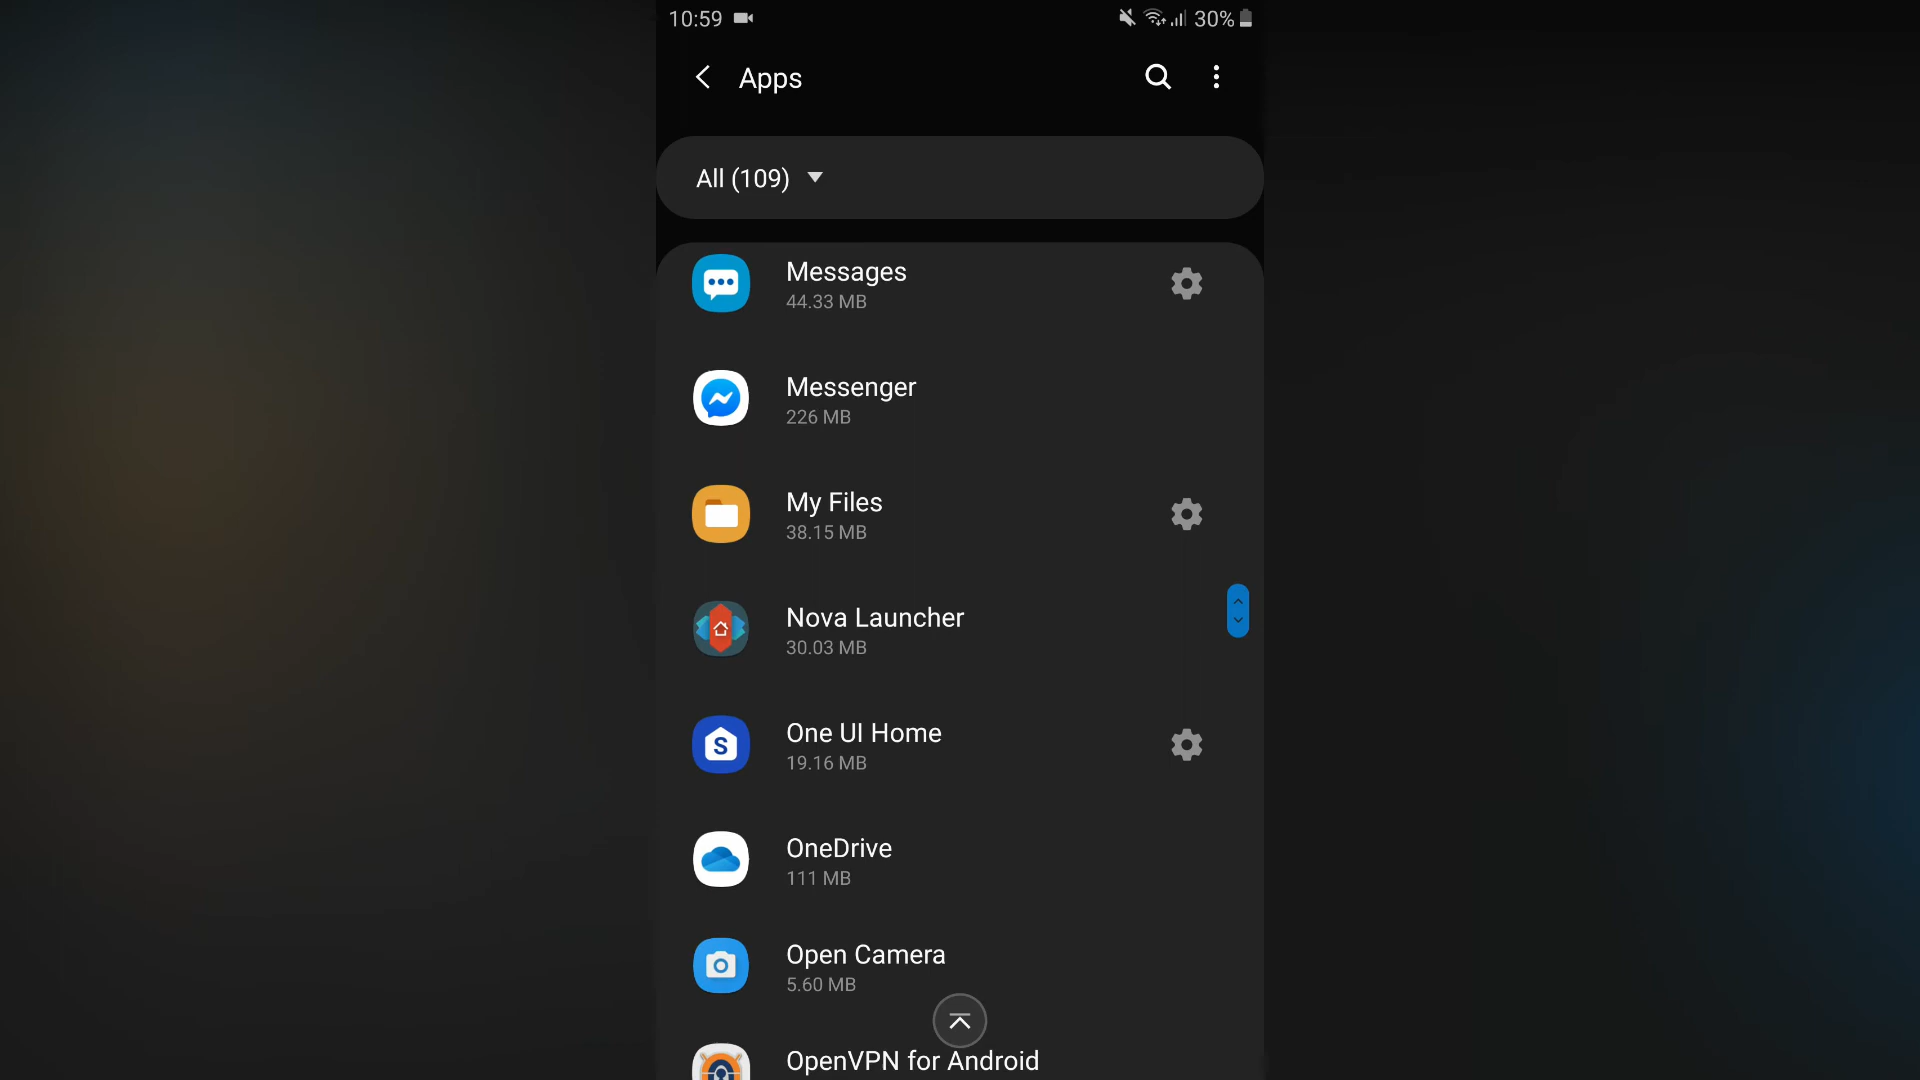 10:59 30%
Apps
All (109)
Messages
44.33 MB
Messenger
226 MB
My Files
38.15 MB
Nova Launcher
30.03 MB
S
One UI Home
19.16 MB
OneDrive
111 MB
Open Camera
5.60 MB
OpenVPN for Android